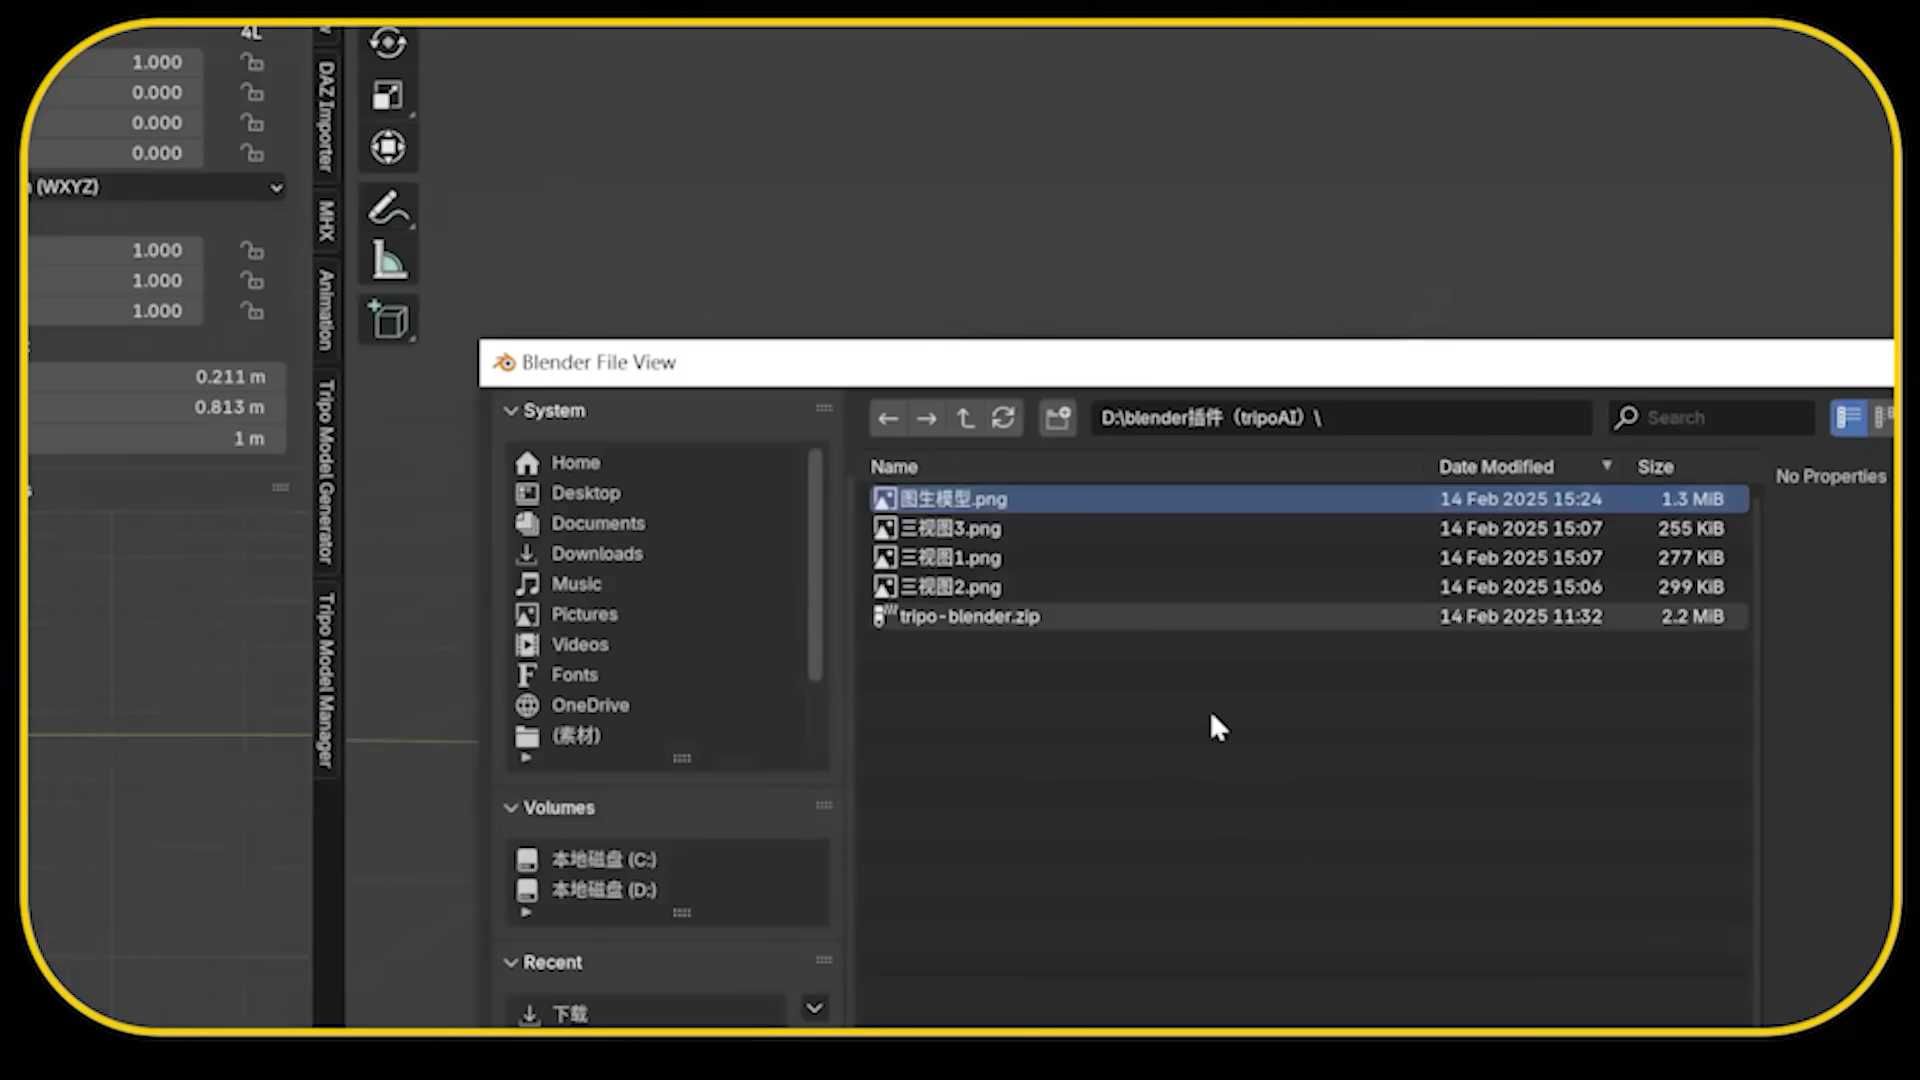 4L
1.000
0.000
0.000
0.000
(WXYZ)
1.000
1.000
1.000
0.211 m
0.813 m
1 m
DAZ Importer
MHX
Animation
Tripo Model Generator
Tripo Model Manager
Blender File View
System
Home
Desktop
Documents
Downloads
Music
Pictures
Videos
Fonts
OneDrive
(素材)
Volumes
本地磁盘 (C:)
本地磁盘 (D:)
Recent
下载
D:\blender插件（tripoAI）\
Search
Name Date Modified Size
图生模型.png 14 Feb 2025 15:24 1.3 MiB
三视图3.png 14 Feb 2025 15:07 255 KiB
三视图1.png 14 Feb 2025 15:07 277 KiB
三视图2.png 14 Feb 2025 15:06 299 KiB
tripo-blender.zip 14 Feb 2025 11:32 2.2 MiB
No Properties